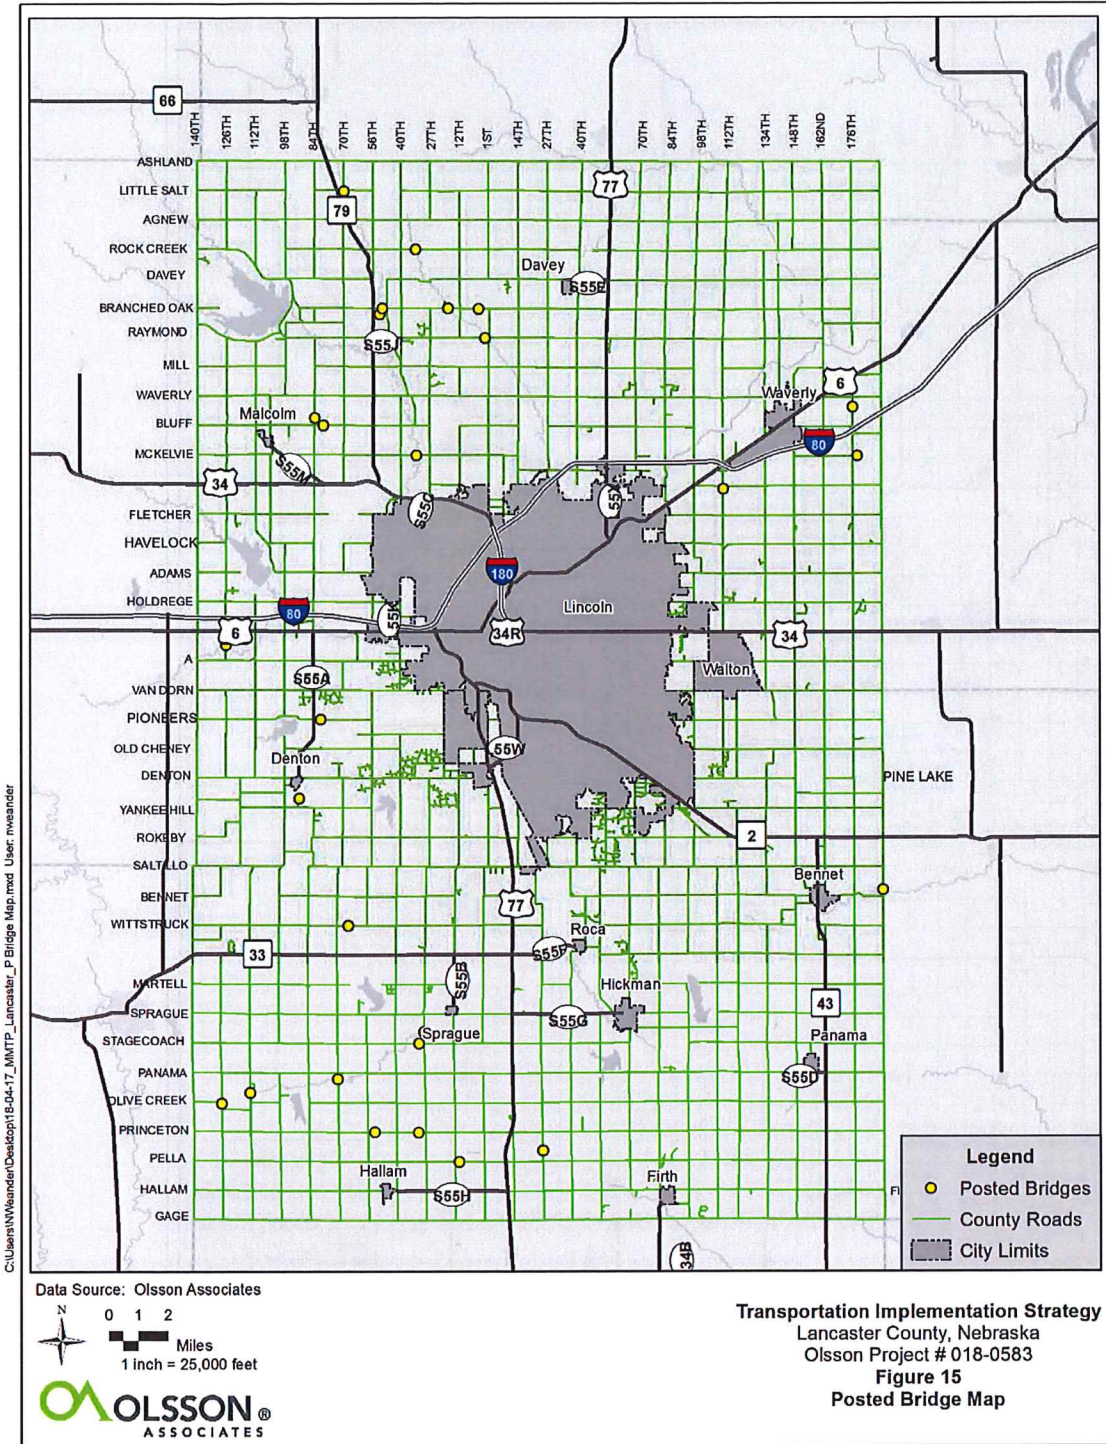 66
140TH
126TH
112TH
98TH
84TH
70TH
56TH
40TH
27TH
12TH
1ST
14TH
27TH
40TH
70TH
84TH
98TH
112TH
134TH
148TH
162ND
176TH
ASHLAND
LITTLE SALT
79
77
AGNEW
ROCK CREEK
DAVEY
Davey
S55E
BRANCHED OAK
RAYMOND
S55J
MILL
6
WAVERLY
Waverly
Malcolm
BLUFF
80
MCKELVIE
S55M
34
S55C
55X
FLETCHER
HAVELOCK
180
ADAMS
HOLDREGE
80
55K
Lincoln
6
34R
34
A
S55A
Walton
VAN DORN
PIONEERS
OLD CHENEY
55W
Denton
DENTON
PINE LAKE
YANKEE HILL
ROKEBY
2
SALTILLO
Bennet
BENNET
77
WITTSTRUCK
Roca
33
S55F
MARTELL
S55B
Hickman
43
SPRAGUE
S55G
Sprague
STAGECOACH
Panama
PANAMA
S55D
OLIVE CREEK
PRINCETON
PELLA
Hallam
Firth
HALLAM
S55H
GAGE
34B
Legend
Posted Bridges
County Roads
City Limits
C:\Users\NWeander\Desktop\18-04-17_MMTP_Lancaster_P Bridge Map.mxd User: nweander
Data Source: Olsson Associates
N
0 1 2
Miles
1 inch = 25,000 feet
OLSSON ®
ASSOCIATES
Transportation Implementation Strategy
Lancaster County, Nebraska
Olsson Project # 018-0583
Figure 15
Posted Bridge Map